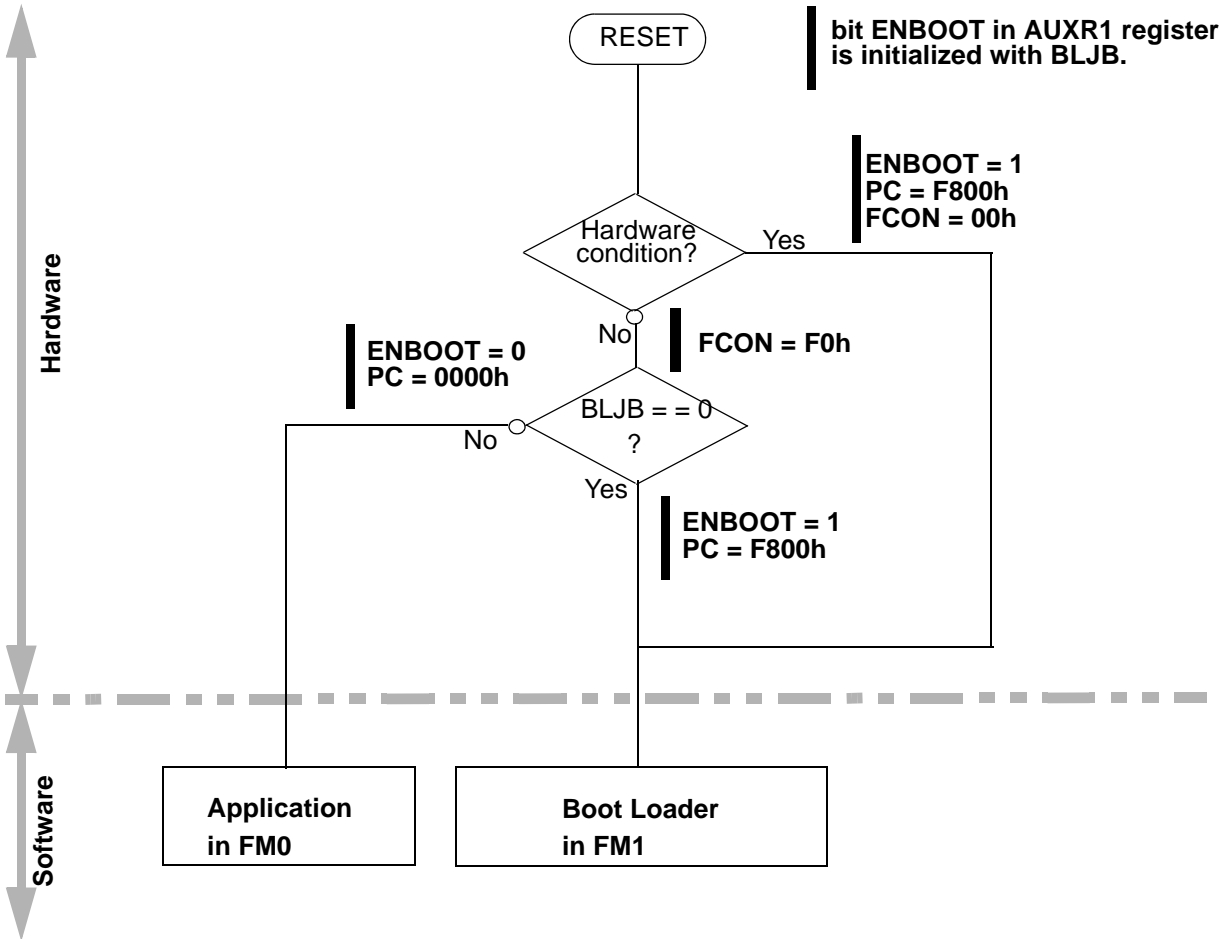 RESET
bit ENBOOT in AUXR1 register
is initialized with BLJB.
ENBOOT = 1
PC = F800h
FCON = 00h
Hardware
condition?
Yes
No
FCON = F0h
Hardware
ENBOOT = 0
PC = 0000h
BLJB = = 0
?
No
Yes
ENBOOT = 1
PC = F800h
Software
Application
in FM0
Boot Loader
in FM1